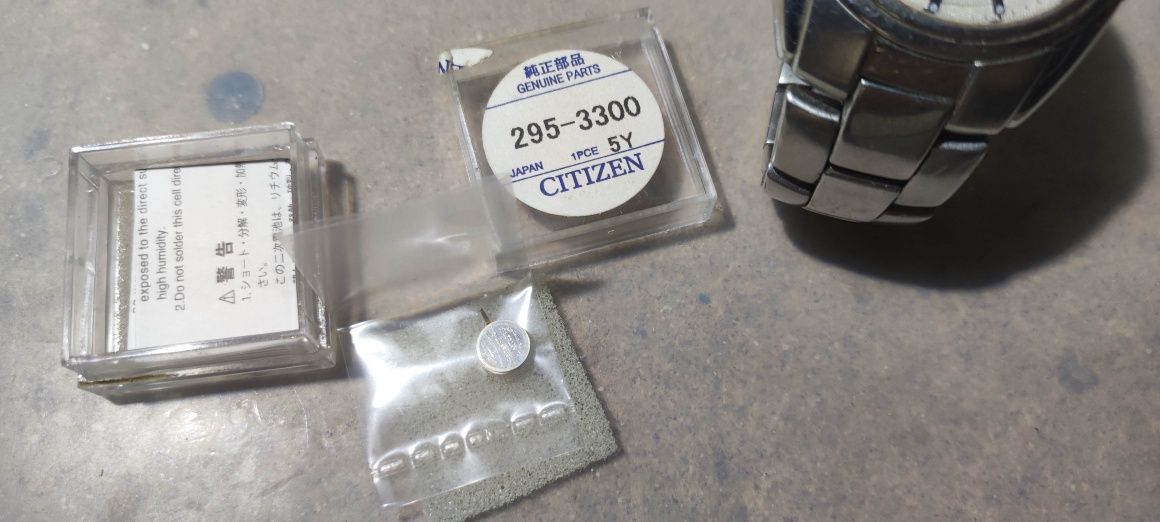 純正部品
GENUINE PARTS
295-3300
JAPAN 1PCE 5Y
CITIZEN
exposed to the direct
high humidity.
2.Do not solder this cell
⚠ 警告
1. ショート・分解・変形・加
さい。
この二次電池は、リチウム